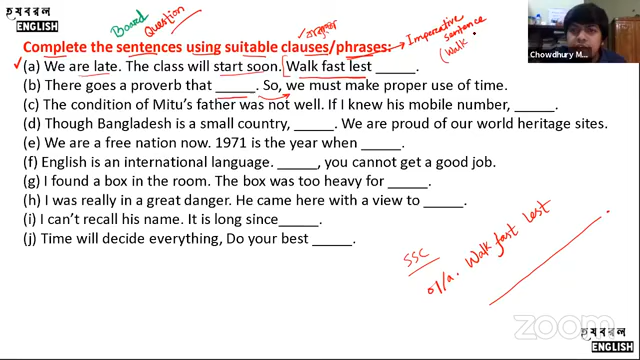 হ য ব র ল
ENGLISH
Board
Question
বাক্যাংশ
Complete the sentences using suitable clauses/phrases:
Imperative
sentence
(Walk
(a) We are late. The class will start soon. Walk fast lest _____.
(b) There goes a proverb that _____. So, we must make proper use of time.
(c) The condition of Mitu's father was not well. If I knew his mobile number, _____.
(d) Though Bangladesh is a small country, _____. We are proud of our world heritage sites.
(e) We are a free nation now. 1971 is the year when _____.
(f) English is an international language. _____, you cannot get a good job.
(g) I found a box in the room. The box was too heavy for _____.
(h) I was really in a great danger. He came here with a view to _____.
(i) I can't recall his name. It is long since_____.
(j) Time will decide everything, Do your best _____.
SSC
01/a. Walk fast lest
Chowdhury M...
zoom
হ য ব র ল
ENGLISH